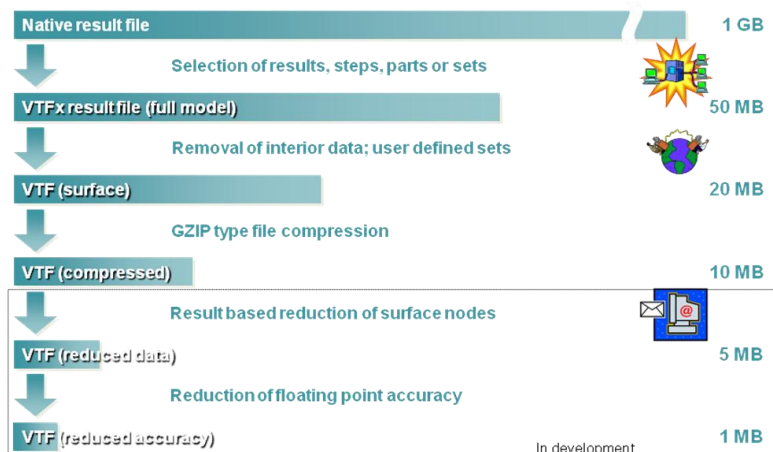 Native result file 1 GB
Selection of results, steps, parts or sets
VTFx result file (full model) 50 MB
Removal of interior data; user defined sets
VTF (surface) 20 MB
GZIP type file compression
VTF (compressed) 10 MB
Result based reduction of surface nodes
@
VTF (reduced data) 5 MB
Reduction of floating point accuracy
VTF (reduced accuracy) 1 MB
In development